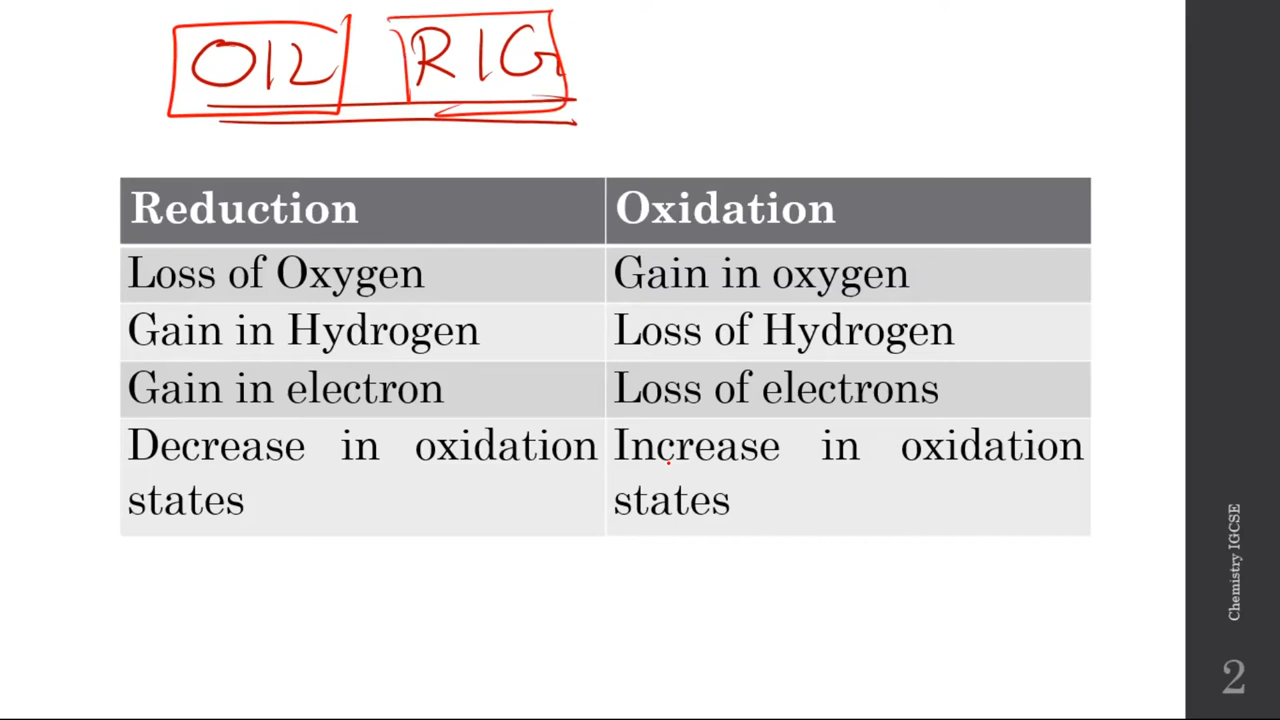 OIL RIG
Reduction Oxidation
Loss of Oxygen Gain in oxygen
Gain in Hydrogen Loss of Hydrogen
Gain in electron Loss of electrons
Decrease in oxidation Increase in oxidation
states states
Chemistry IGCSE
2